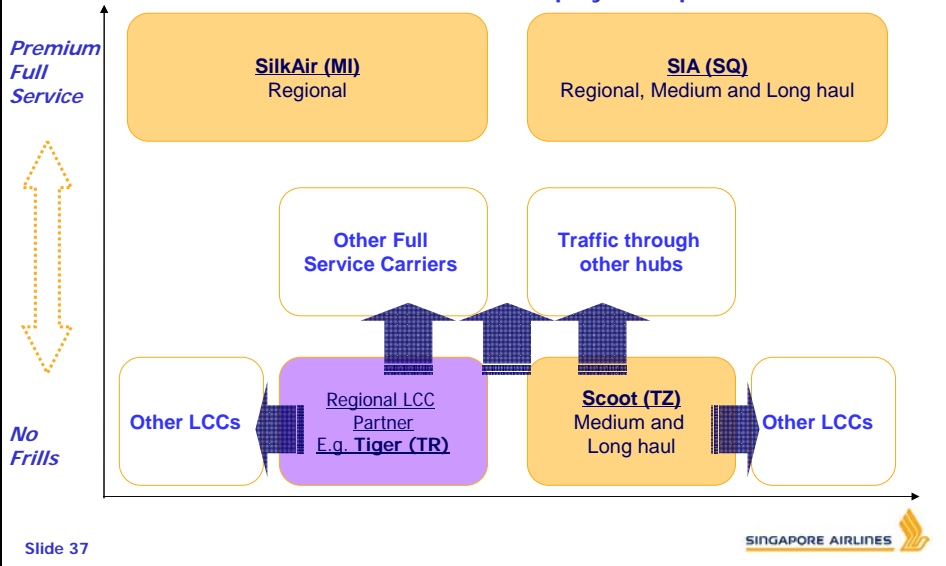 Premium
Full
Service
SilkAir (MI)
Regional
SIA (SQ)
Regional, Medium and Long haul
Other Full
Service Carriers
Traffic through
other hubs
Other LCCs
Regional LCC
Partner
E.g. Tiger (TR)
Scoot (TZ)
Medium and
Long haul
Other LCCs
No
Frills
Slide 37
SINGAPORE AIRLINES